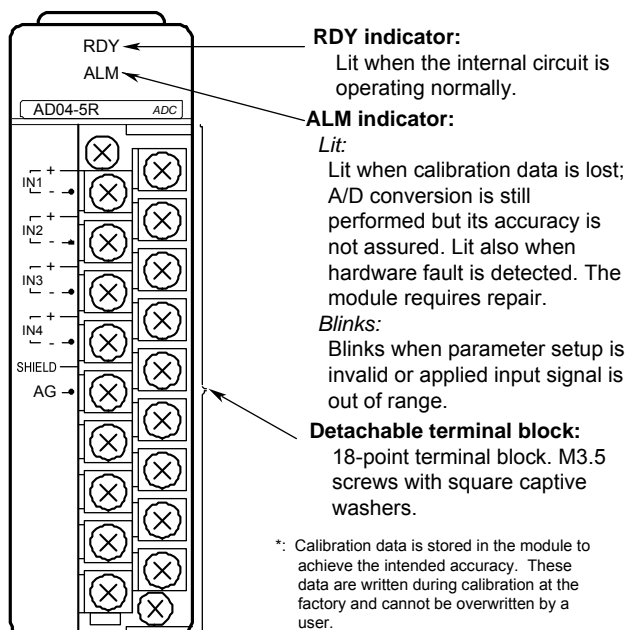 RDY
ALM
AD04-5R ADC
IN1 + -
IN2 + -
IN3 + -
IN4 + -
SHIELD
AG
RDY indicator:
Lit when the internal circuit is
operating normally.
ALM indicator:
Lit:
Lit when calibration data is lost;
A/D conversion is still
performed but its accuracy is
not assured. Lit also when
hardware fault is detected. The
module requires repair.
Blinks:
Blinks when parameter setup is
invalid or applied input signal is
out of range.
Detachable terminal block:
18-point terminal block. M3.5
screws with square captive
washers.
*: Calibration data is stored in the module to
achieve the intended accuracy. These
data are written during calibration at the
factory and cannot be overwritten by a
user.